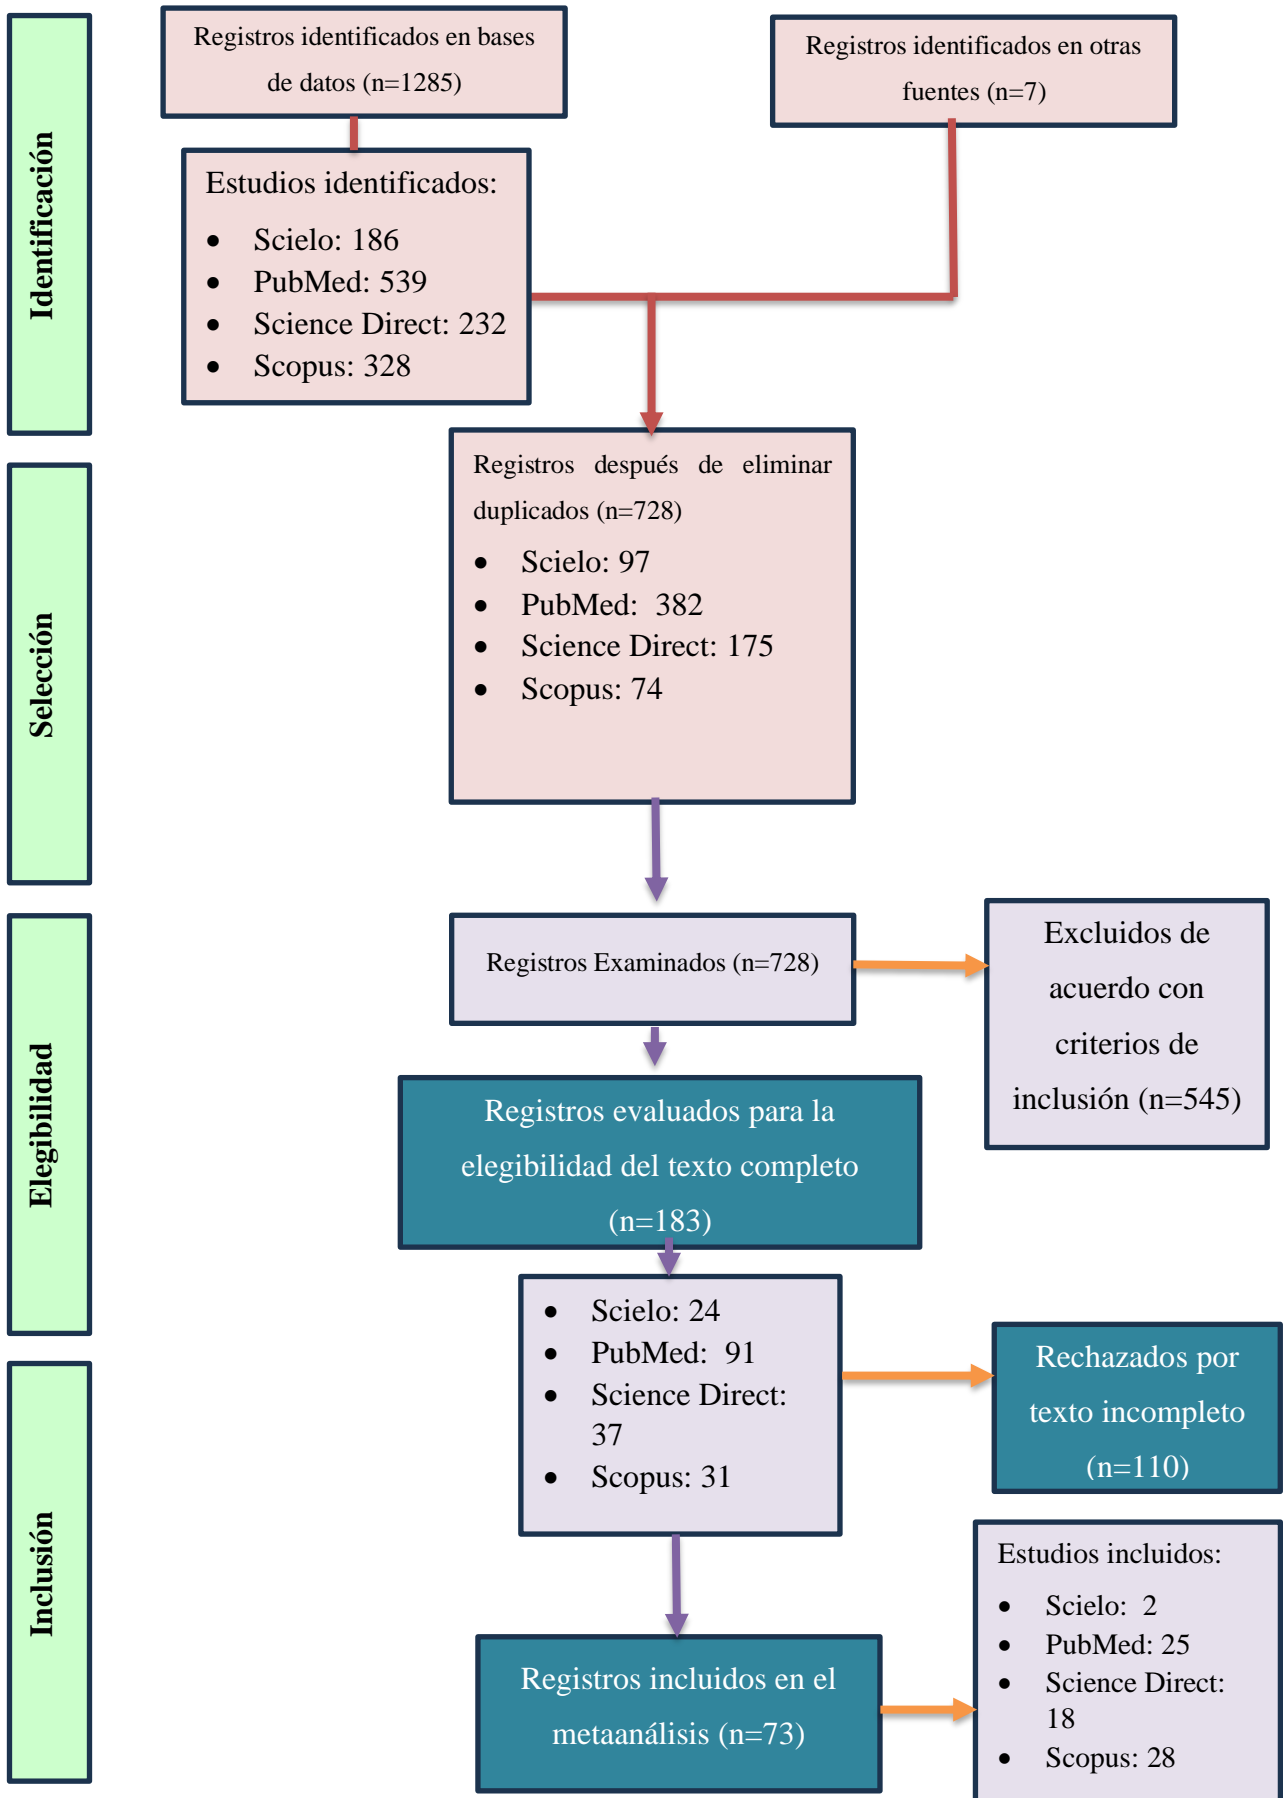 Identificación
Registros identificados en bases
de datos (n=1285)
Registros identificados en otras
fuentes (n=7)
Estudios identificados:
• Scielo: 186
• PubMed: 539
• Science Direct: 232
• Scopus: 328
Selección
Registros después de eliminar
duplicados (n=728)
• Scielo: 97
• PubMed: 382
• Science Direct: 175
• Scopus: 74
Elegibilidad
Registros Examinados (n=728)
Excluidos de
acuerdo con
criterios de
inclusión (n=545)
Registros evaluados para la
elegibilidad del texto completo
(n=183)
• Scielo: 24
• PubMed: 91
• Science Direct:
37
• Scopus: 31
Rechazados por
texto incompleto
(n=110)
Inclusión
Registros incluidos en el
metaanálisis (n=73)
Estudios incluidos:
• Scielo: 2
• PubMed: 25
• Science Direct:
18
• Scopus: 28